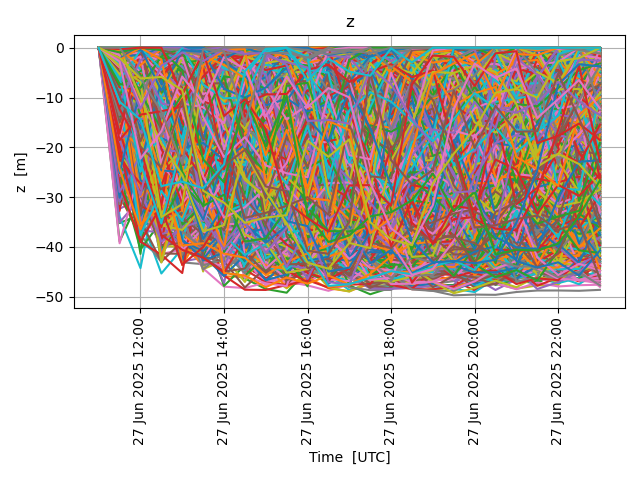 z
0
−10
−20
−30
−40
−50
z [m]
27 Jun 2025 12:00
27 Jun 2025 14:00
27 Jun 2025 16:00
27 Jun 2025 18:00
27 Jun 2025 20:00
27 Jun 2025 22:00
Time [UTC]